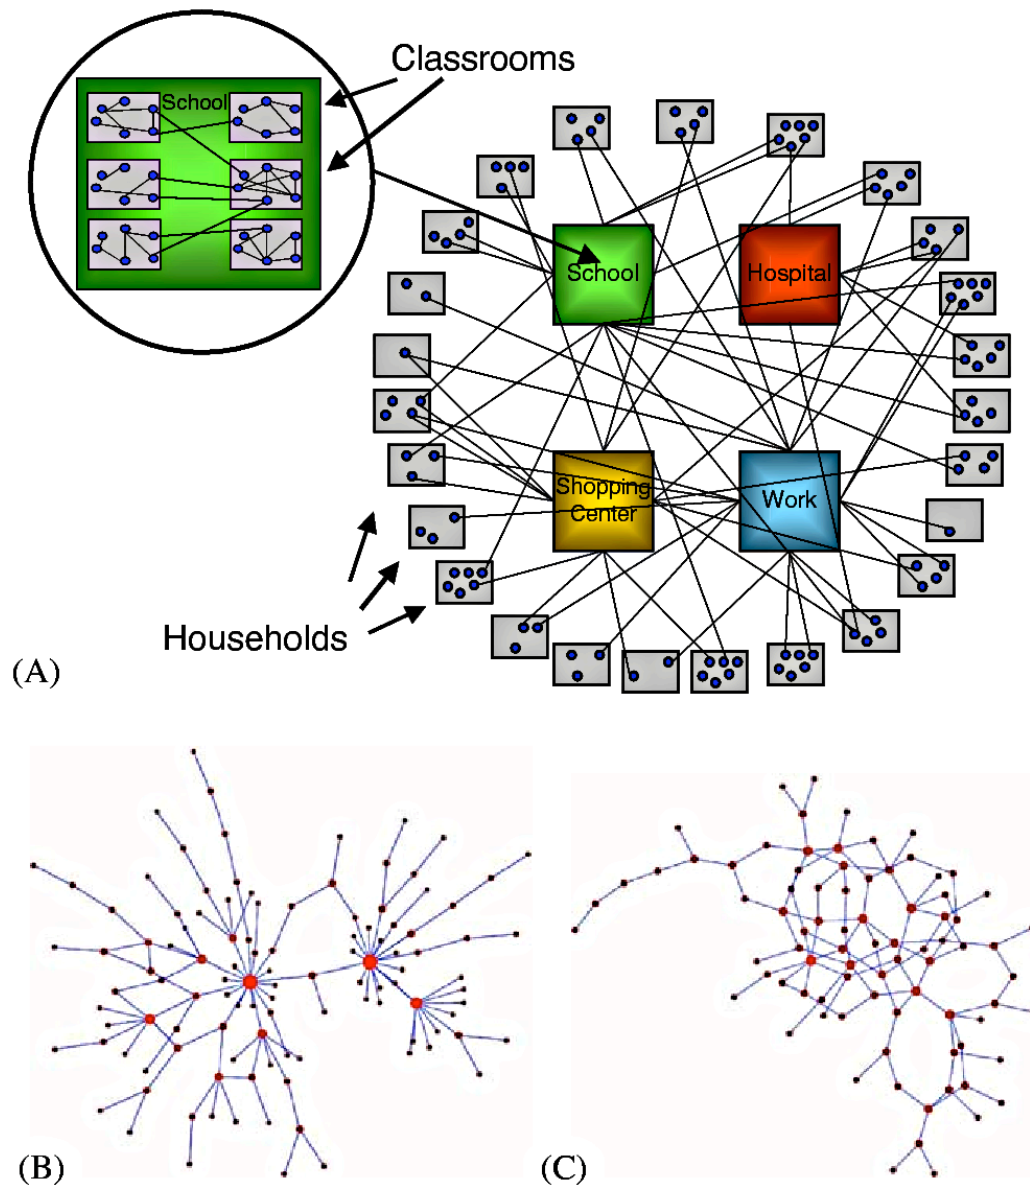 Classrooms
School
School
Hospital
Shopping
Center
Work
Households
(A)
(B)
(C)